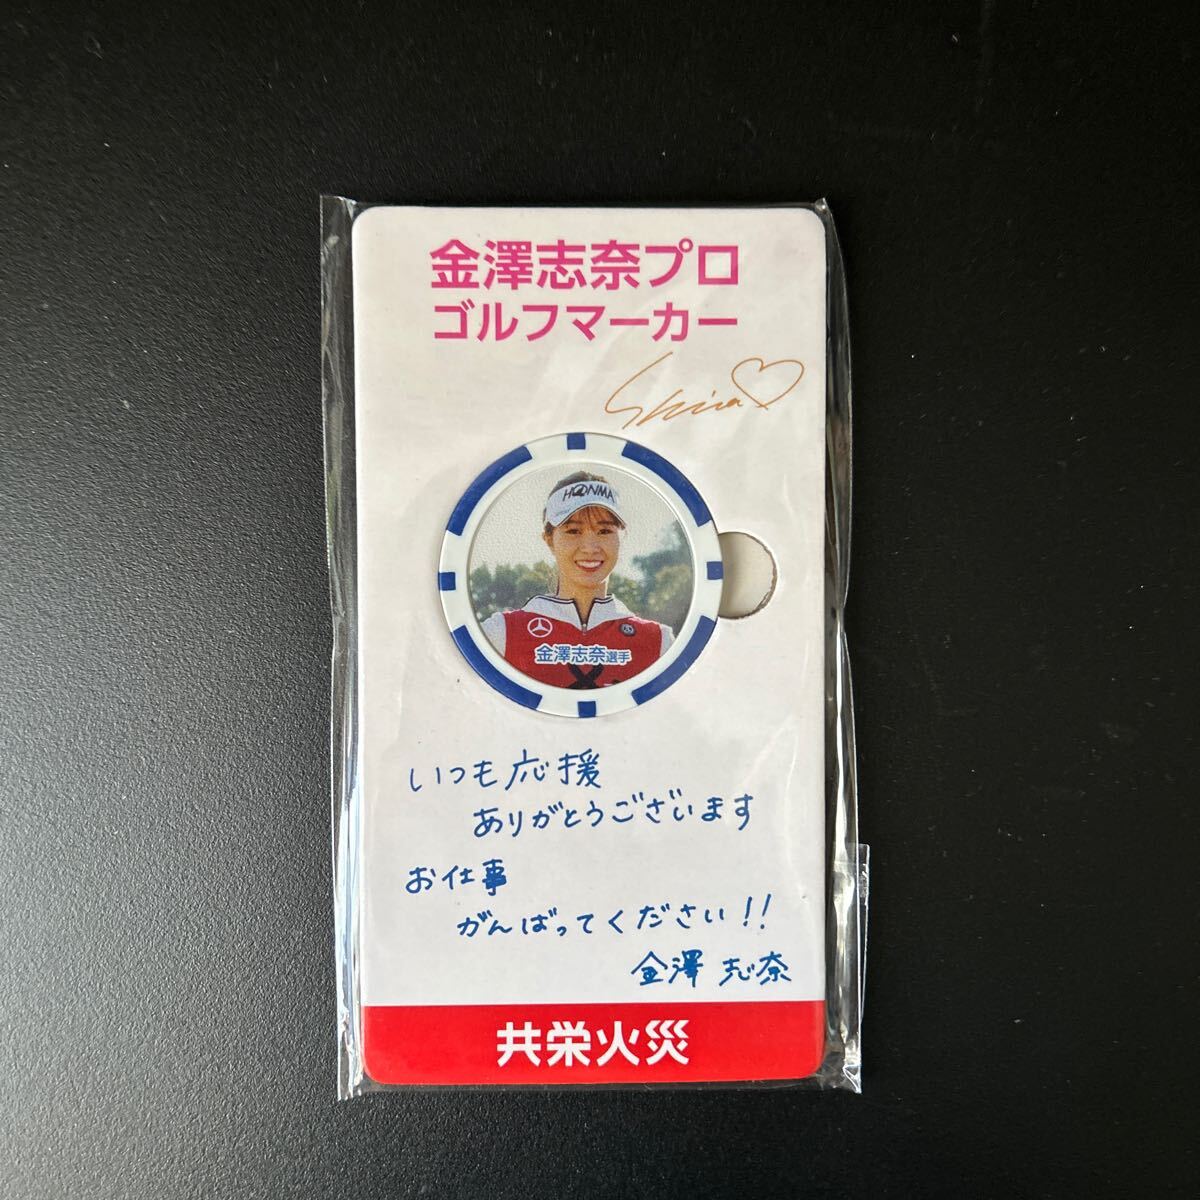 金澤志奈プロ
ゴルフマーカー
Shina♡
HONMA
金澤志奈選手
いつも応援
ありがとうございます
お仕事
がんばってください!!
金澤 志奈
共栄火災